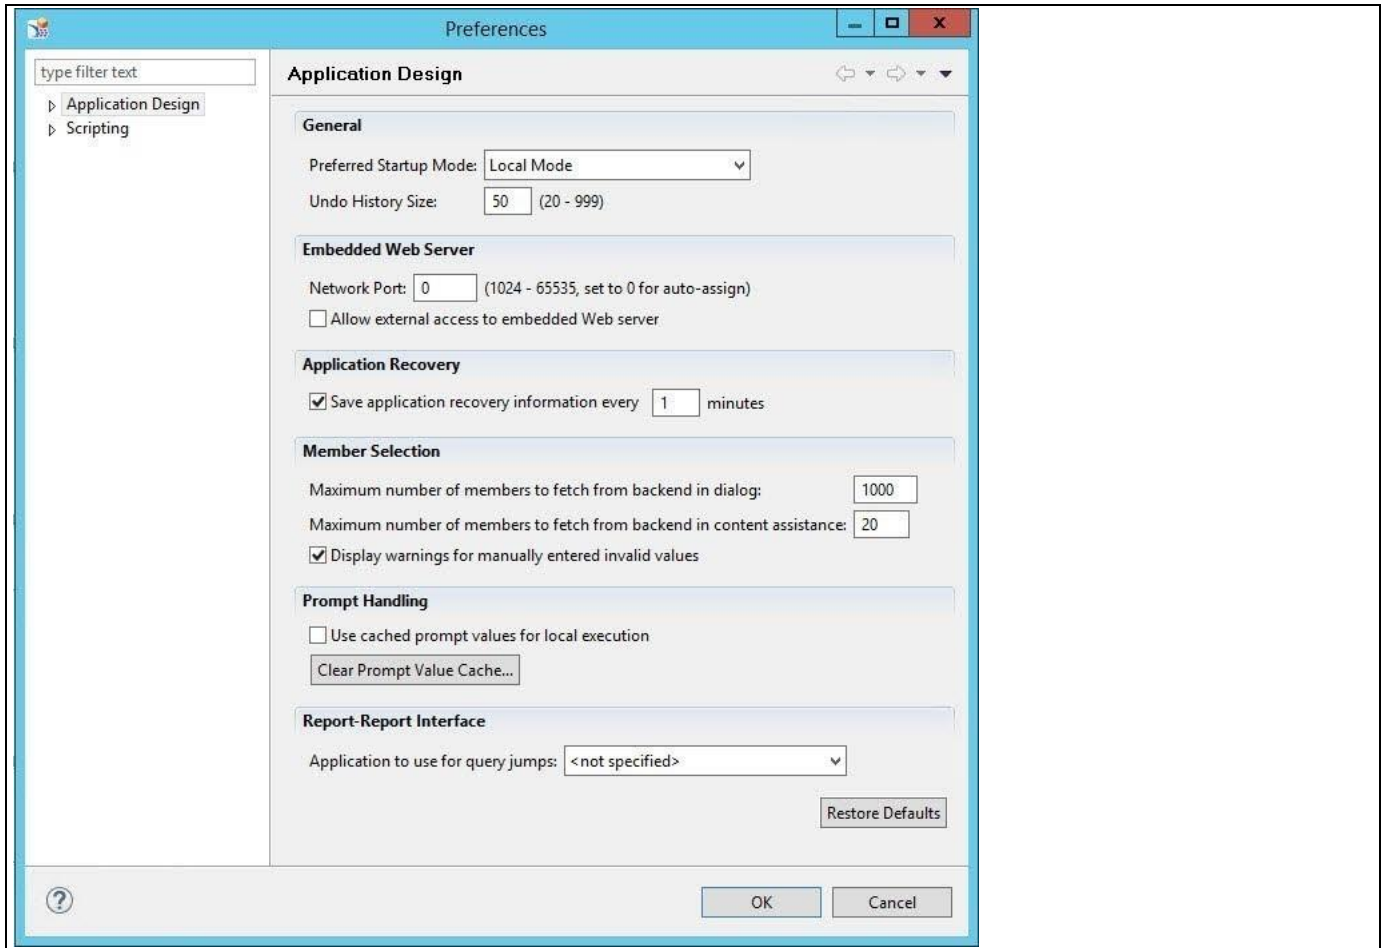 Preferences
type filter text
Application Design
Scripting
Application Design
General
Preferred Startup Mode: Local Mode
Undo History Size: 50 (20 - 999)
Embedded Web Server
Network Port: 0 (1024 - 65535, set to 0 for auto-assign)
Allow external access to embedded Web server
Application Recovery
Save application recovery information every 1 minutes
Member Selection
Maximum number of members to fetch from backend in dialog: 1000
Maximum number of members to fetch from backend in content assistance: 20
Display warnings for manually entered invalid values
Prompt Handling
Use cached prompt values for local execution
Clear Prompt Value Cache...
Report-Report Interface
Application to use for query jumps: <not specified>
Restore Defaults
OK Cancel